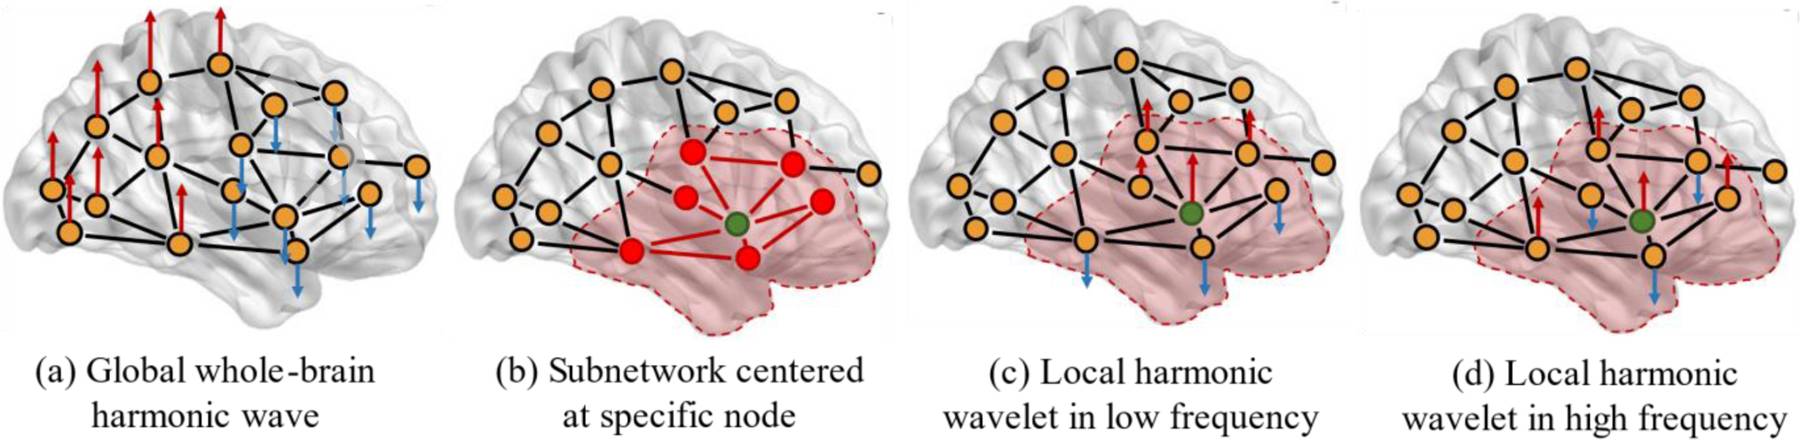 (a) Global whole-brain
harmonic wave
(b) Subnetwork centered
at specific node
(c) Local harmonic
wavelet in low frequency
(d) Local harmonic
wavelet in high frequency